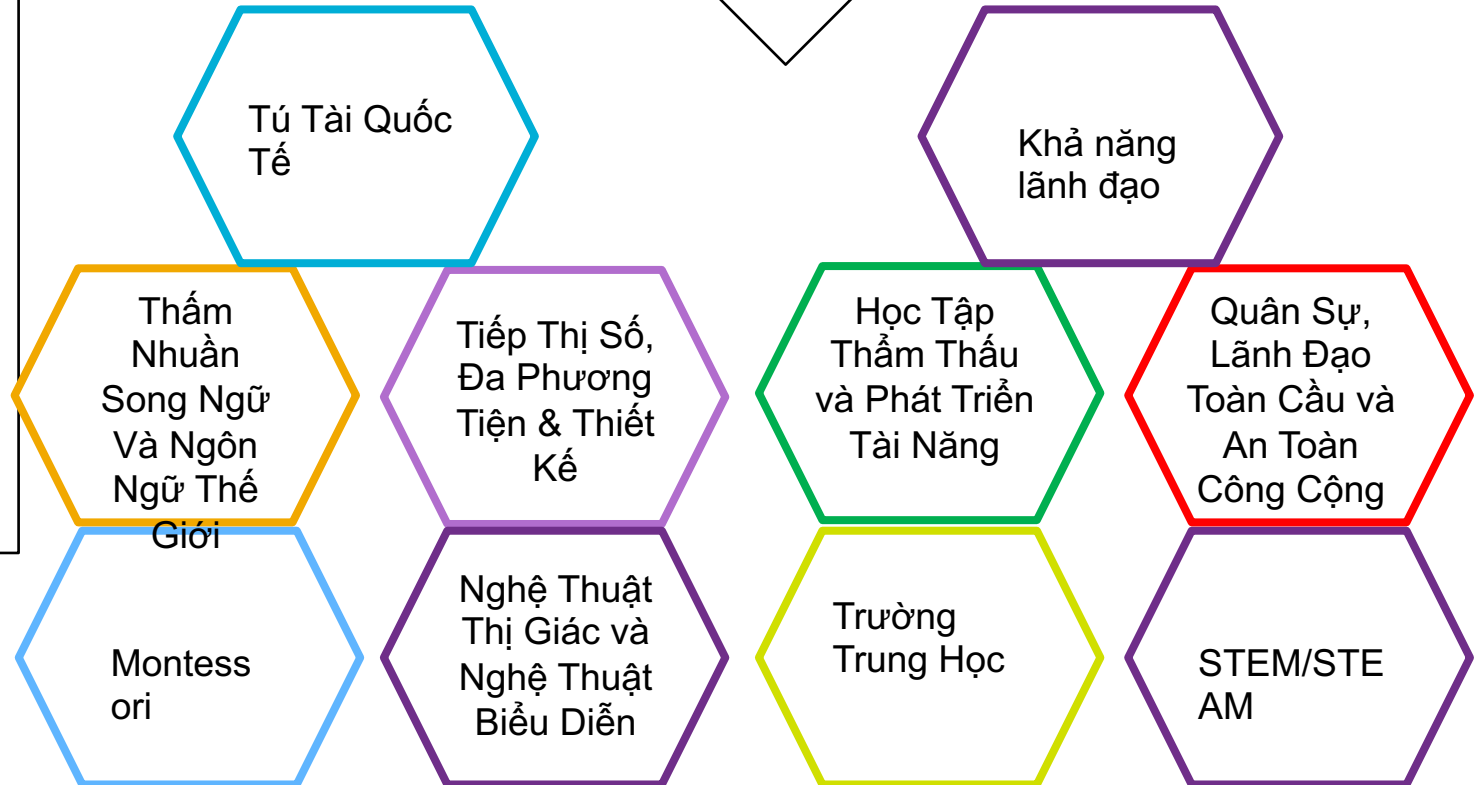 Tú Tài Quốc
Tế
Khả năng
lãnh đạo
Thấm
Nhuần
Song Ngữ
Và Ngôn
Ngữ Thế
Giới
Tiếp Thị Số,
Đa Phương
Tiện & Thiết
Kế
Học Tập
Thẩm Thấu
và Phát Triển
Tài Năng
Quân Sự,
Lãnh Đạo
Toàn Cầu và
An Toàn
Công Cộng
Montess
ori
Nghệ Thuật
Thị Giác và
Nghệ Thuật
Biểu Diễn
Trường
Trung Học
STEM/STE
AM